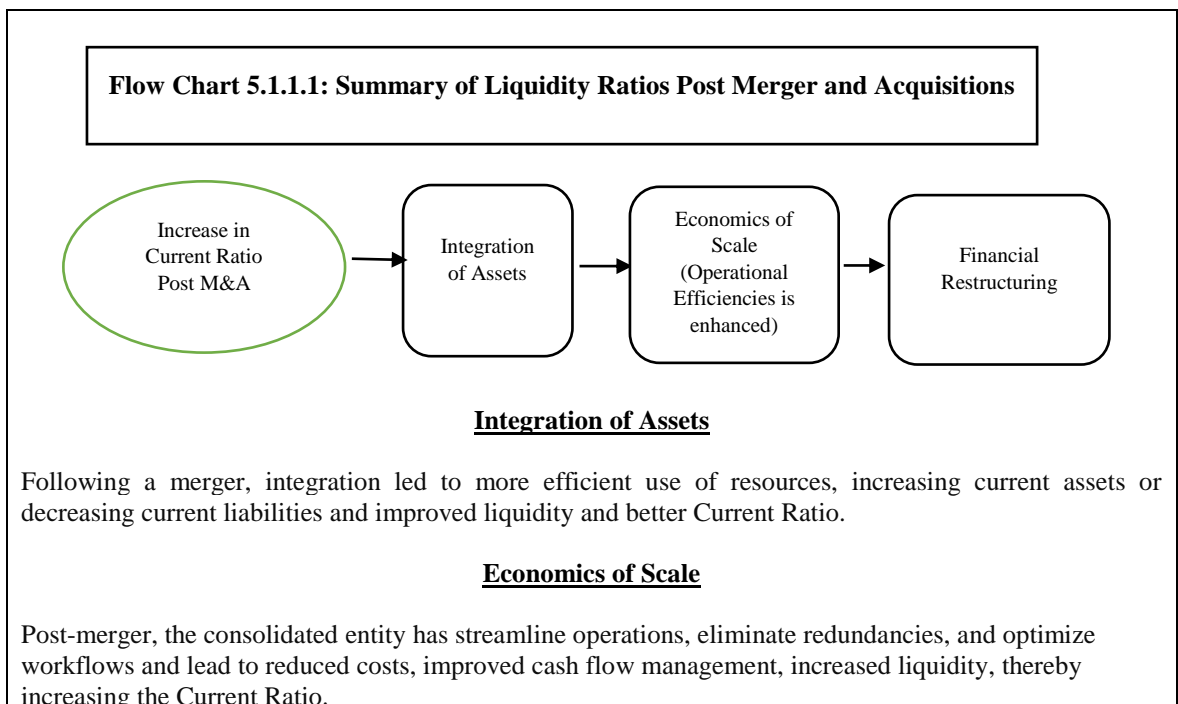 Flow Chart 5.1.1.1: Summary of Liquidity Ratios Post Merger and Acquisitions
Increase in
Current Ratio
Post M&A
Integration
of Assets
Economics of
Scale
(Operational
Efficiencies is
enhanced)
Financial
Restructuring
Integration of Assets
Following a merger, integration led to more efficient use of resources, increasing current assets or
decreasing current liabilities and improved liquidity and better Current Ratio.
Economics of Scale
Post-merger, the consolidated entity has streamline operations, eliminate redundancies, and optimize
workflows and lead to reduced costs, improved cash flow management, increased liquidity, thereby
increasing the Current Ratio.